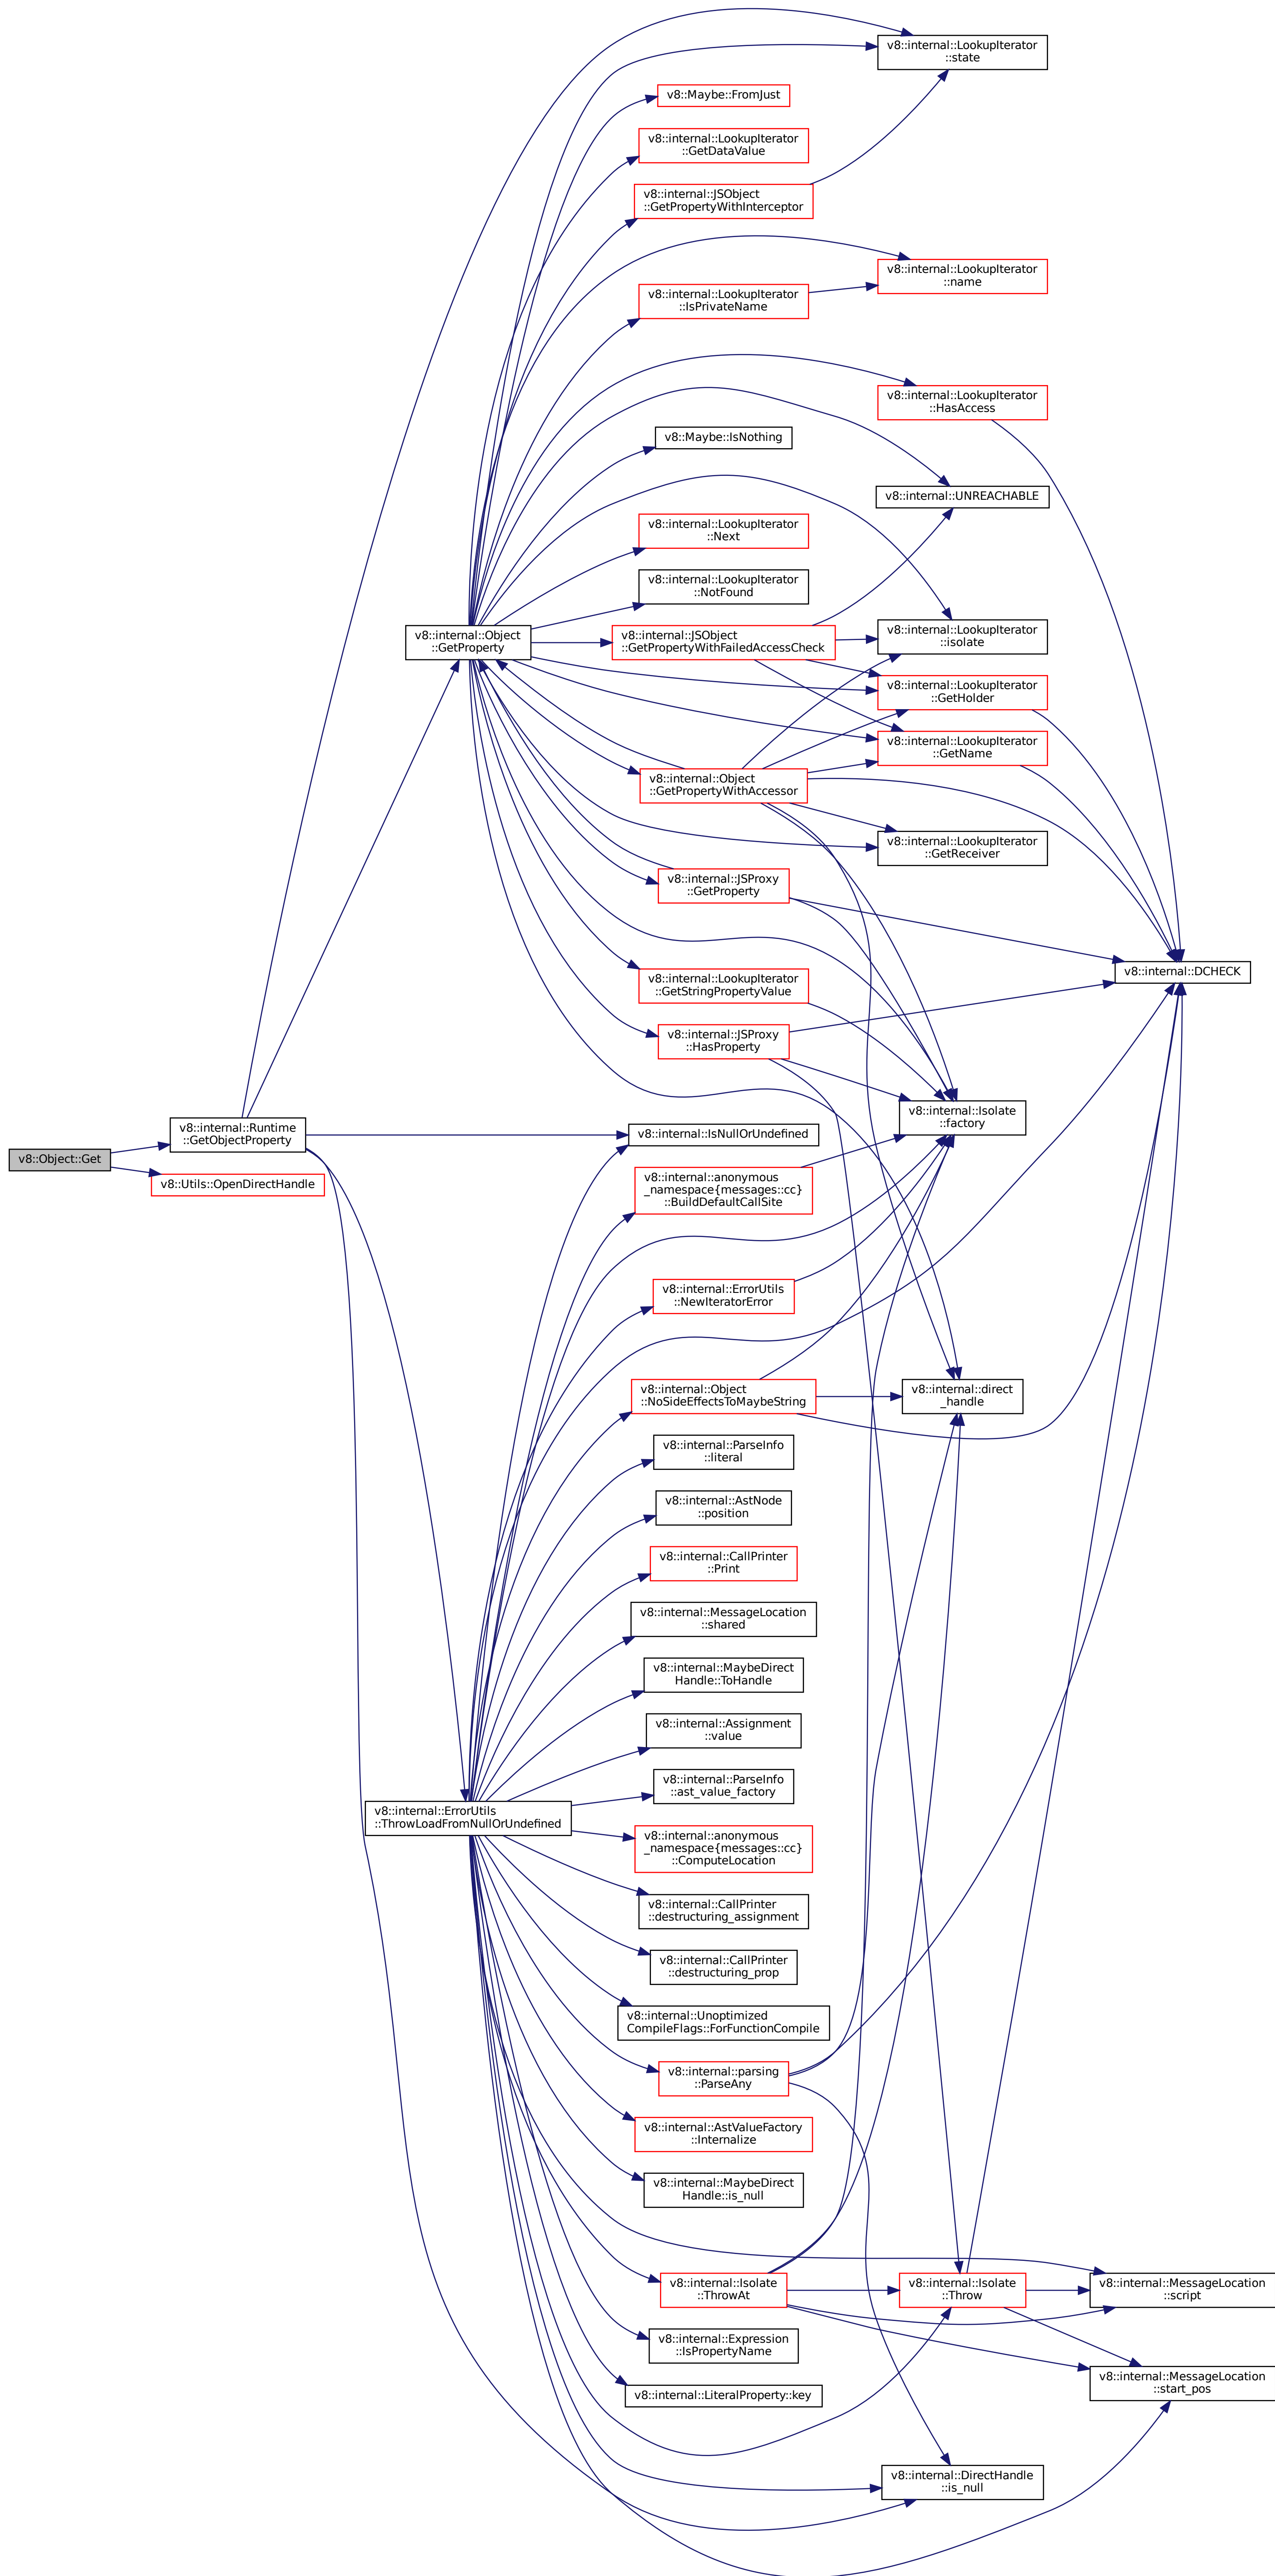 v8::internal::LookupIterator
::state
v8::Maybe::FromJust
v8::internal::LookupIterator
::GetDataValue
v8::internal::JSObject
::GetPropertyWithInterceptor
v8::internal::LookupIterator
::name
v8::internal::LookupIterator
::IsPrivateName
v8::internal::LookupIterator
::HasAccess
v8::Maybe::IsNothing
v8::internal::UNREACHABLE
v8::internal::LookupIterator
::Next
v8::internal::LookupIterator
::NotFound
v8::internal::Object
::GetProperty
v8::internal::JSObject
::GetPropertyWithFailedAccessCheck
v8::internal::LookupIterator
::isolate
v8::internal::LookupIterator
::GetHolder
v8::internal::LookupIterator
::GetName
v8::internal::Object
::GetPropertyWithAccessor
v8::internal::LookupIterator
::GetReceiver
v8::internal::JSProxy
::GetProperty
v8::internal::DCHECK
v8::internal::LookupIterator
::GetStringPropertyValue
v8::internal::JSProxy
::HasProperty
v8::internal::Isolate
::factory
v8::internal::Runtime
::GetObjectProperty
v8::internal::IsNullOrUndefined
v8::Object::Get
v8::Utils::OpenDirectHandle
v8::internal::anonymous
_namespace{messages::cc}
::BuildDefaultCallSite
v8::internal::ErrorUtils
::NewIteratorError
v8::internal::Object
::NoSideEffectsToMaybeString
v8::internal::direct
_handle
v8::internal::ParseInfo
::literal
v8::internal::AstNode
::position
v8::internal::CallPrinter
::Print
v8::internal::MessageLocation
::shared
v8::internal::MaybeDirect
Handle::ToHandle
v8::internal::Assignment
::value
v8::internal::ParseInfo
::ast_value_factory
v8::internal::ErrorUtils
::ThrowLoadFromNullOrUndefined
v8::internal::anonymous
_namespace{messages::cc}
::ComputeLocation
v8::internal::CallPrinter
::destructuring_assignment
v8::internal::CallPrinter
::destructuring_prop
v8::internal::Unoptimized
CompileFlags::ForFunctionCompile
v8::internal::parsing
::ParseAny
v8::internal::AstValueFactory
::Internalize
v8::internal::MaybeDirect
Handle::is_null
v8::internal::Isolate
::ThrowAt
v8::internal::Isolate
::Throw
v8::internal::MessageLocation
::script
v8::internal::Expression
::IsPropertyName
v8::internal::MessageLocation
::start_pos
v8::internal::LiteralProperty::key
v8::internal::DirectHandle
::is_null